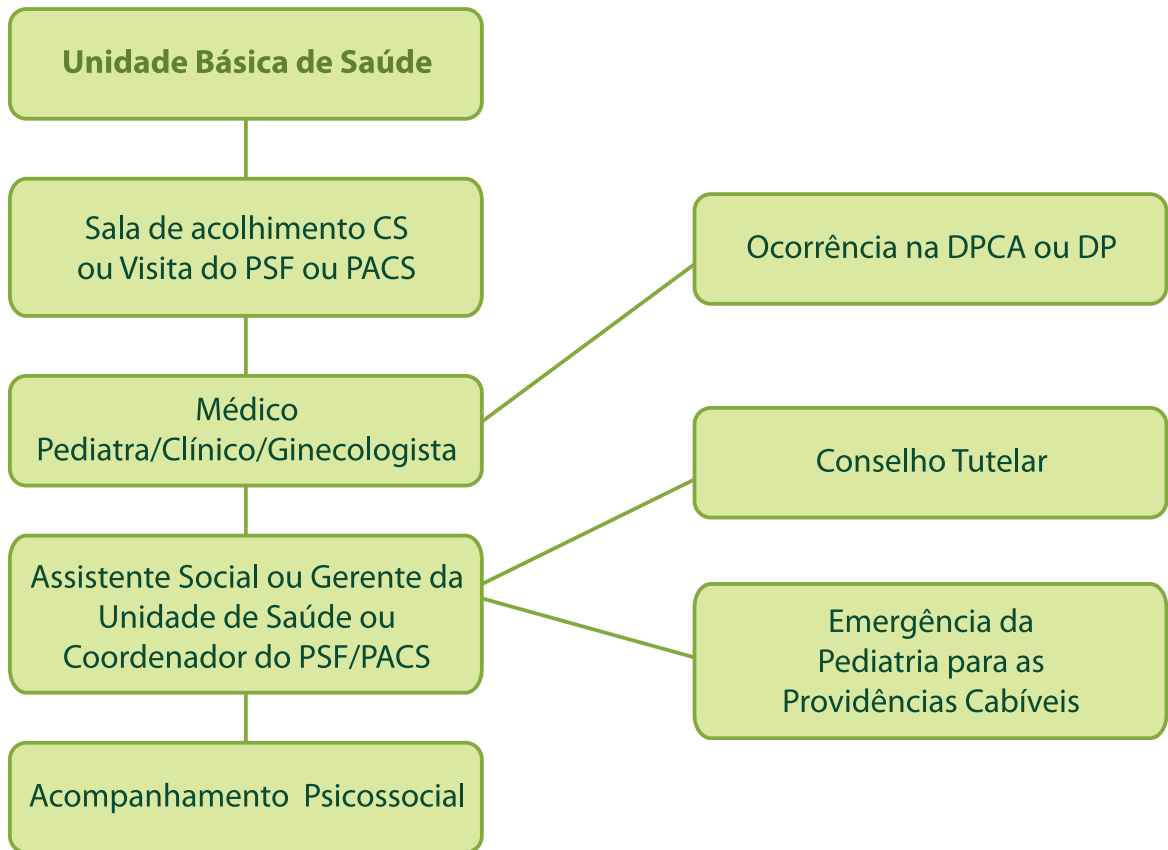 Unidade Básica de Saúde
Sala de acolhimento CS
ou Visita do PSF ou PACS
Médico
Pediatra/Clínico/Ginecologista
Assistente Social ou Gerente da
Unidade de Saúde ou
Coordenador do PSF/PACS
Acompanhamento Psicossocial
Ocorrência na DPCA ou DP
Conselho Tutelar
Emergência da
Pediatria para as
Providências Cabíveis